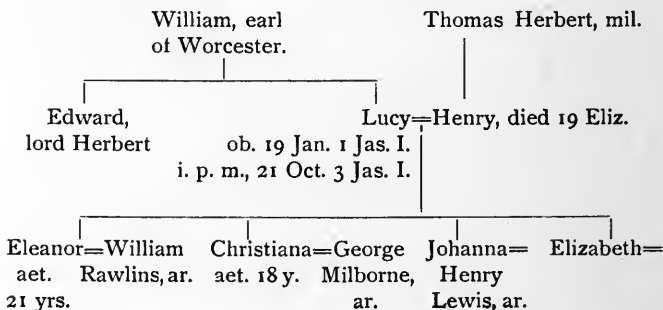 William, earl Thomas Herbert, mil.
of Worcester.
Edward, Lucy=Henry, died 19 Eliz.
lord Herbert ob. 19 Jan. 1 Jas. I.
i. p. m., 21 Oct. 3 Jas. I.
Eleanor=William Christiana=George Johanna= Elizabeth=
aet. Rawlins, ar. aet. 18 y. Milborne, Henry
21 yrs. ar. Lewis, ar.